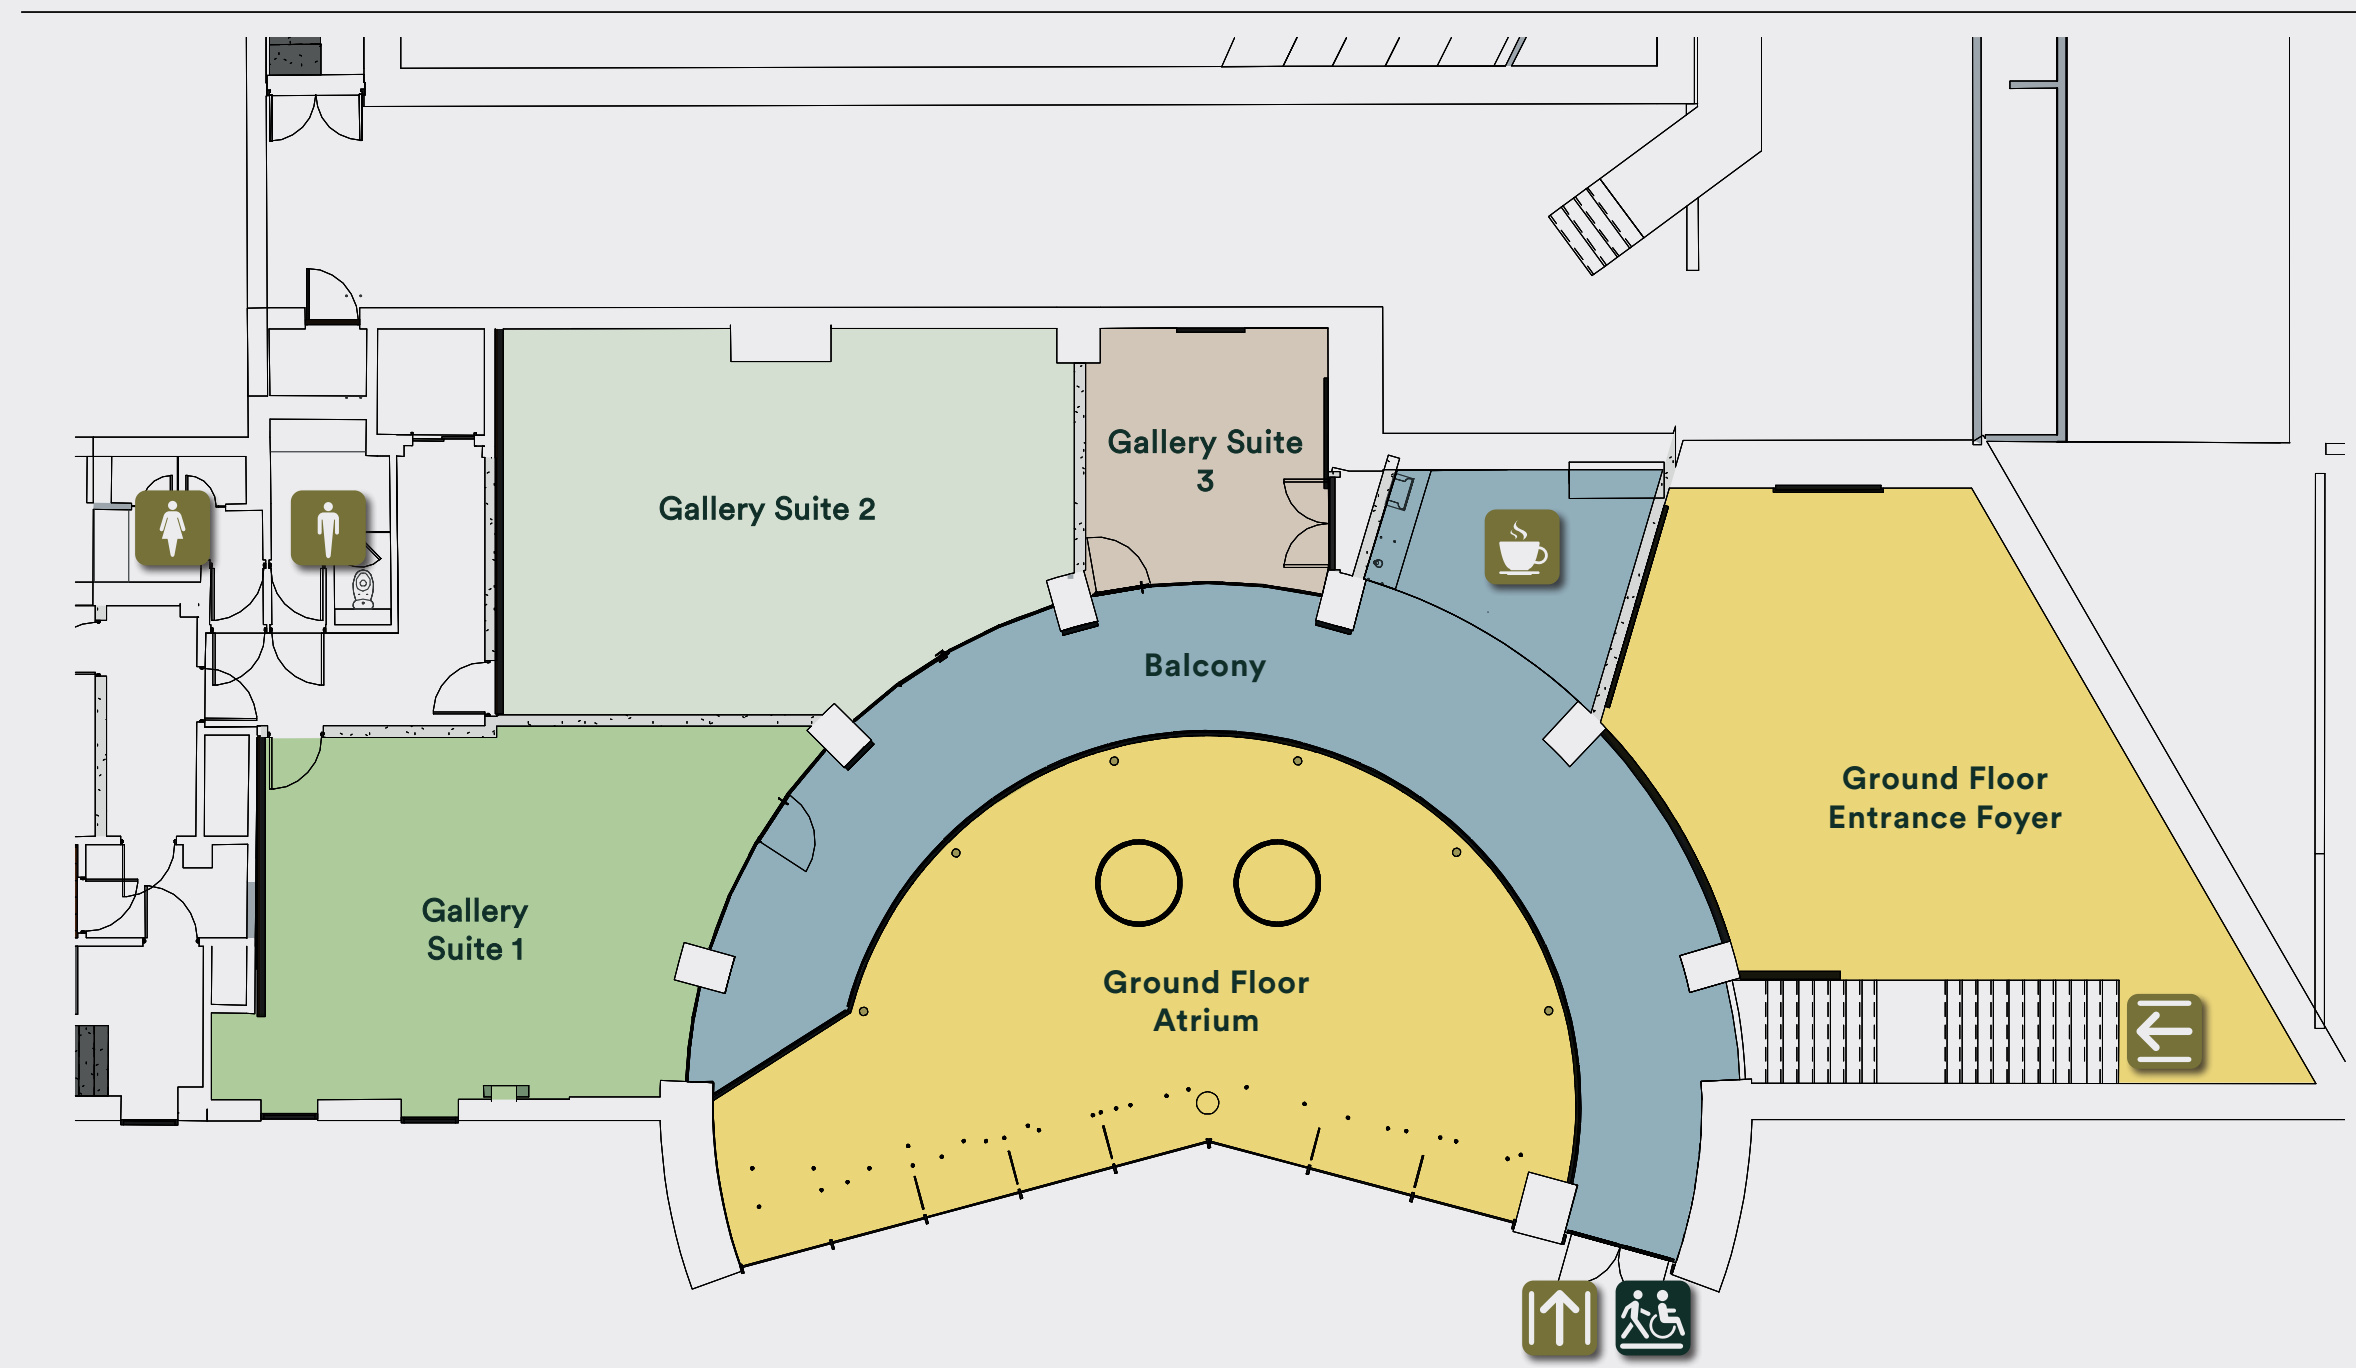 Gallery Suite
3
Gallery Suite 2
Balcony
Ground Floor
Entrance Foyer
Gallery
Suite 1
Ground Floor
Atrium